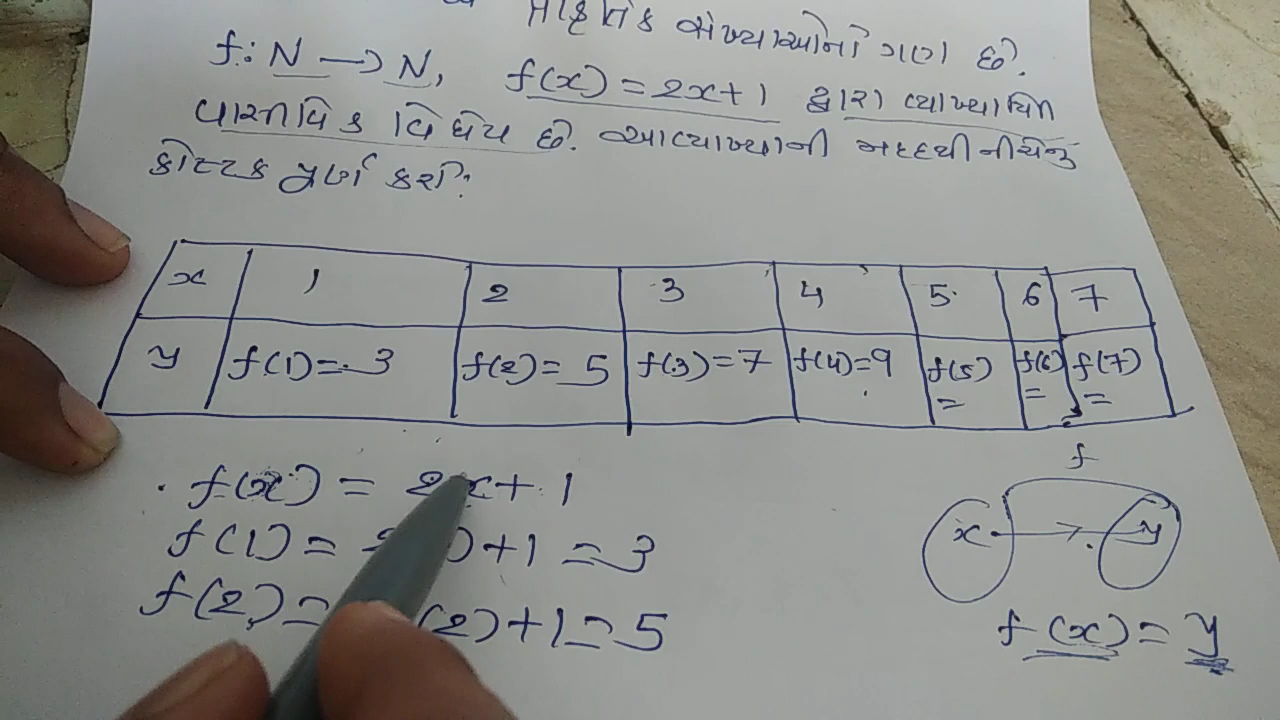 પ્રાકૃતિક સંખ્યાઓનો ગણ છે.
f: N → N, f(x) = 2x+1 દ્વારા વ્યાખ્યાયિત
વાસ્તવિક વિધેય છે. આ વ્યાખ્યાની મદદથી નીચેનું
કોષ્ટક પૂર્ણ કરો:
x 1 2 3 4 5 6 7
y f(1)= 3 f(2)= 5 f(3)=7 f(4)=9 f(5) = f(6) = f(7) =
f
f(x) = 2x+1
x y
f(1) = +1 =3
f(2) = (2)+1=5
f(x) = y